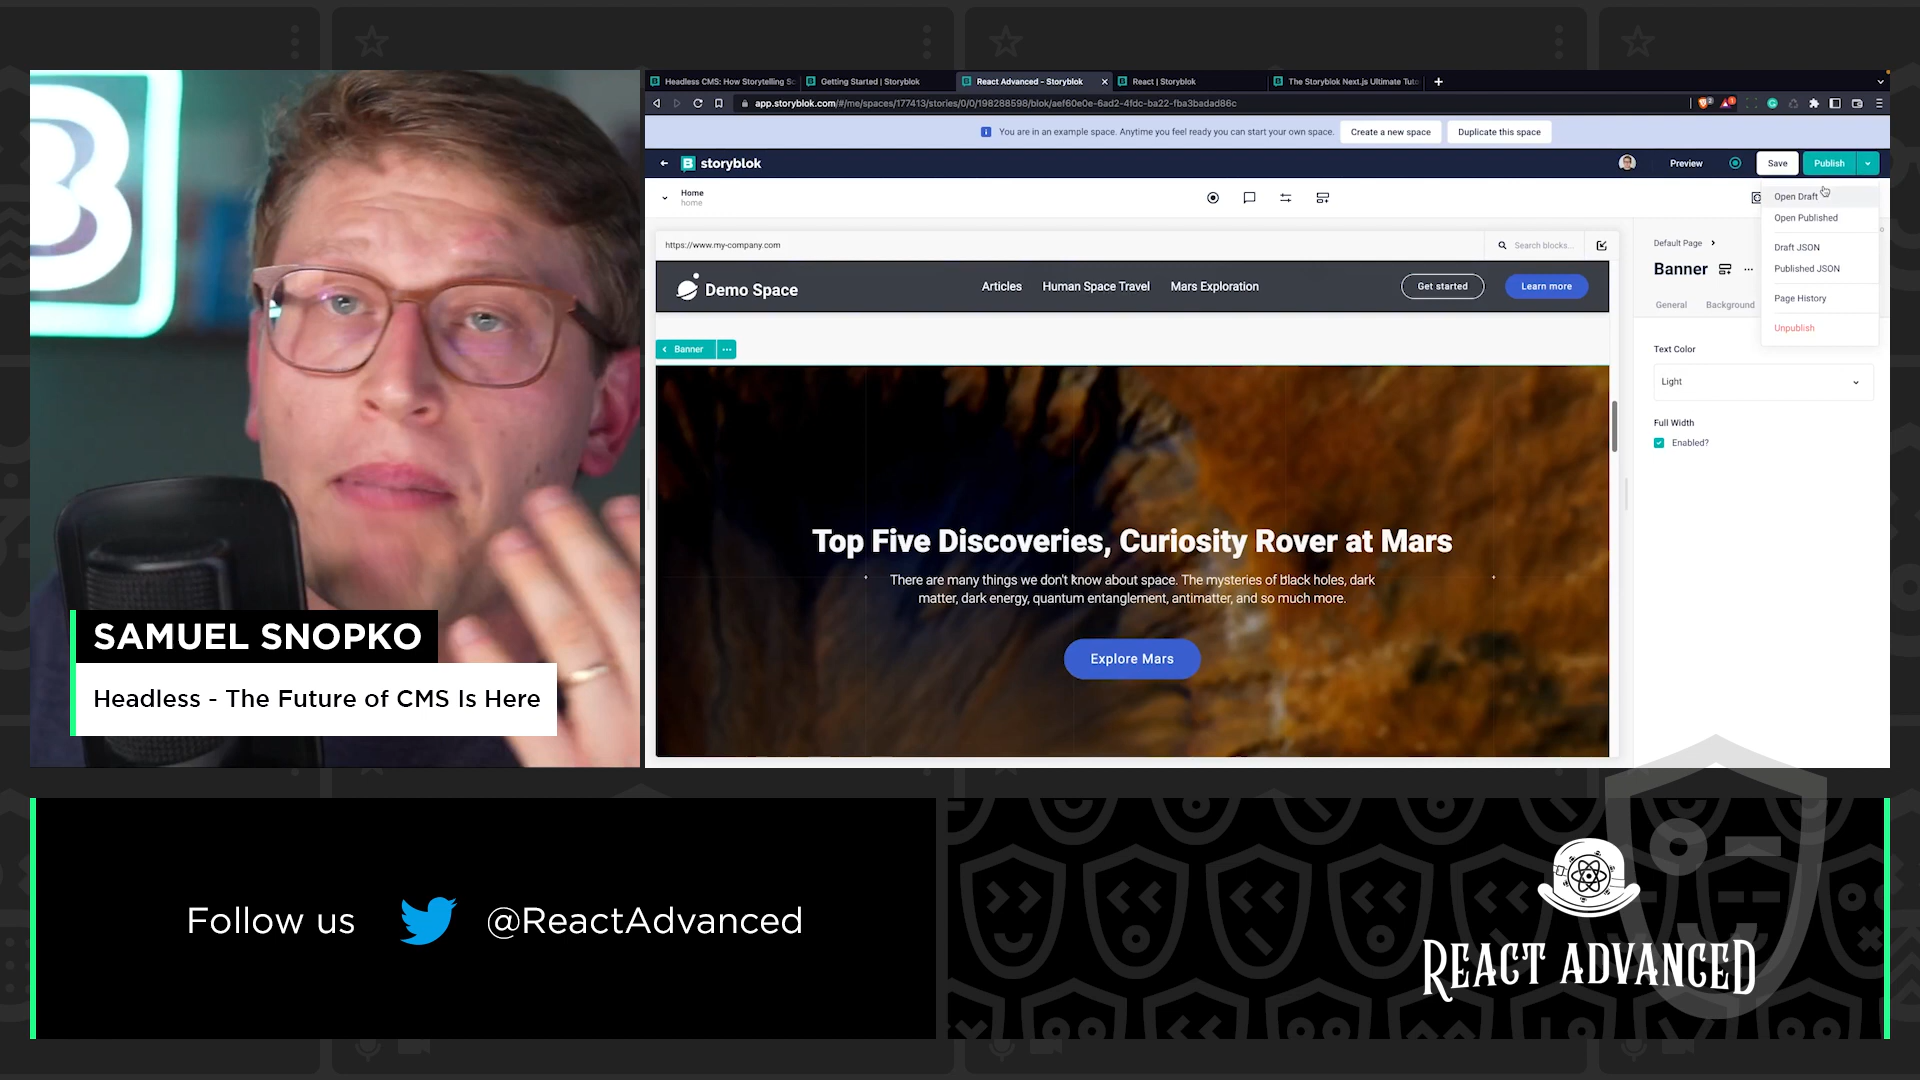 Headless CMS: How Storytelling Sc
Getting Started | Storyblok
React Advanced - Storyblok
React | Storyblok
The Storyblok Next.js Ultimate Tuto
app.storyblok.com/#/me/spaces/177413/stories/0/0/198288598/blok/aef60e0e-6ad2-4fdc-ba22-fba3badad86c
You are in an example space. Anytime you feel ready you can start your own space.
Create a new space
Duplicate this space
storyblok
Preview
Save
Publish
Home
home
Open Draft
Open Published
Draft JSON
Published JSON
Page History
Unpublish
https://www.my-company.com
Search blocks...
Default Page
Banner
General
Background
Text Color
Light
Full Width
Enabled?
Demo Space
Articles
Human Space Travel
Mars Exploration
Get started
Learn more
Banner
Top Five Discoveries, Curiosity Rover at Mars
There are many things we don't know about space. The mysteries of black holes, dark
matter, dark energy, quantum entanglement, antimatter, and so much more.
Explore Mars
SAMUEL SNOPKO
Headless - The Future of CMS Is Here
Follow us
@ReactAdvanced
REACT ADVANCED